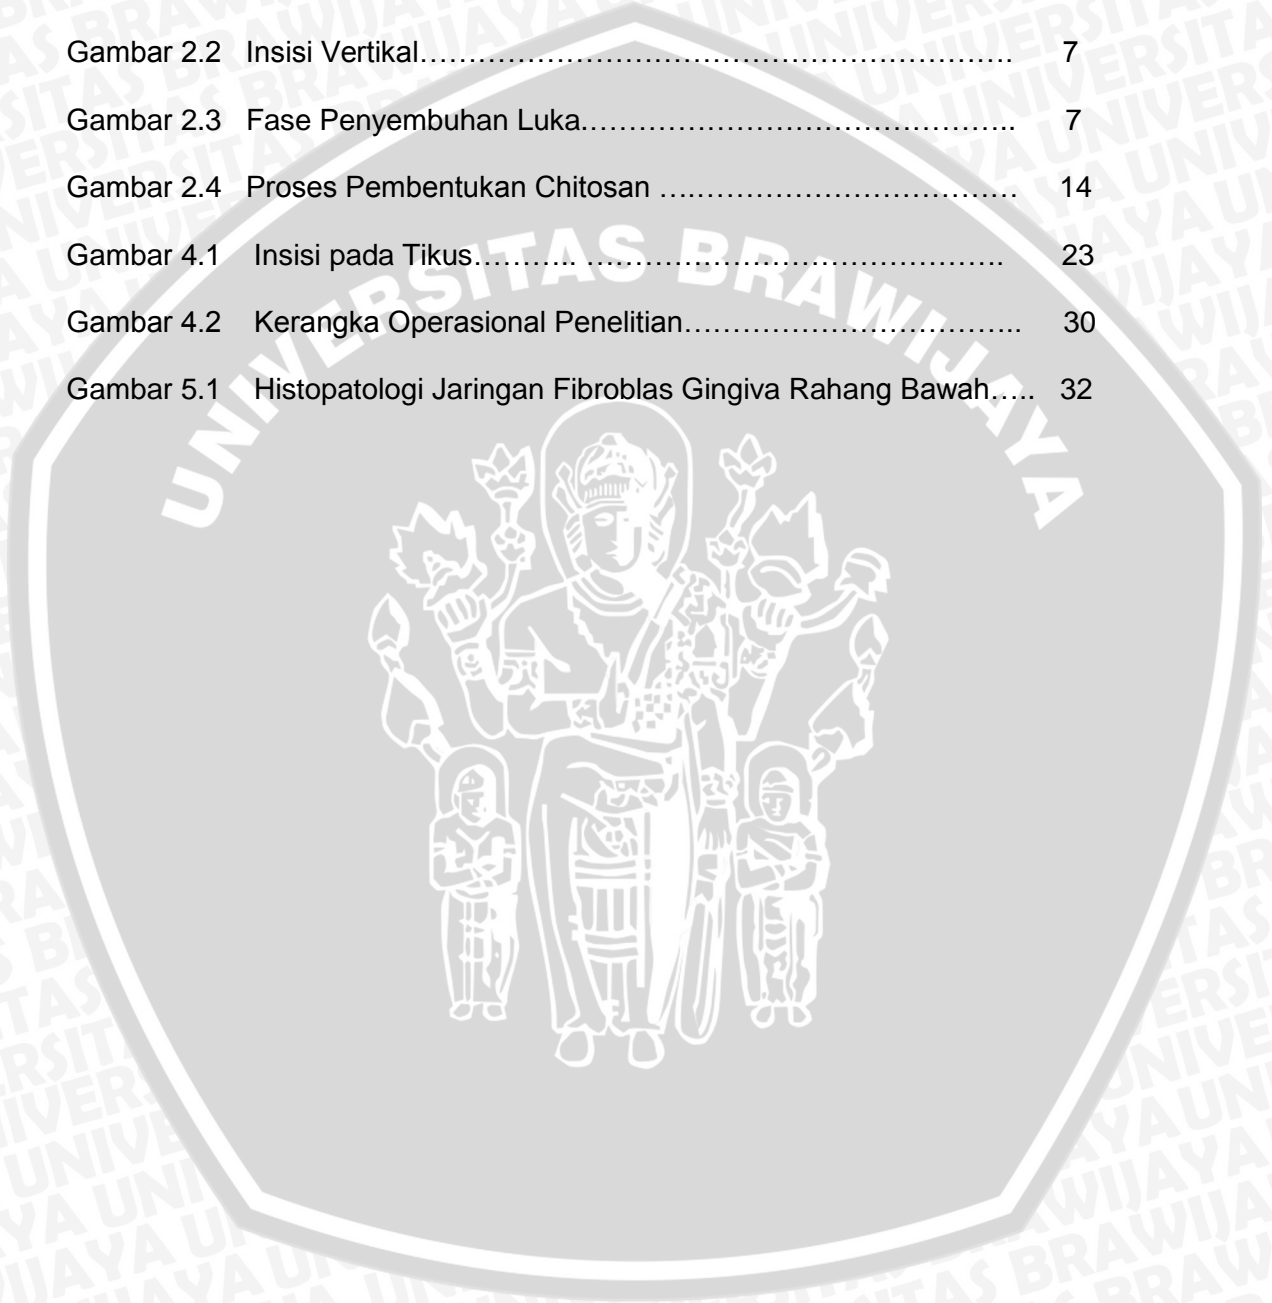 Gambar 2.2 Insisi Vertikal……………………………………………………. 7
Gambar 2.3 Fase Penyembuhan Luka.…………………………………….. 7
Gambar 2.4 Proses Pembentukan Chitosan ….…………………………… 14
Gambar 4.1 Insisi pada Tikus.……….. ……………………………………. 23
Gambar 4.2 Kerangka Operasional Penelitian…………………………….. 30
Gambar 5.1 Histopatologi Jaringan Fibroblas Gingiva Rahang Bawah….. 32
UNIVERSITAS BRAWIJAYA